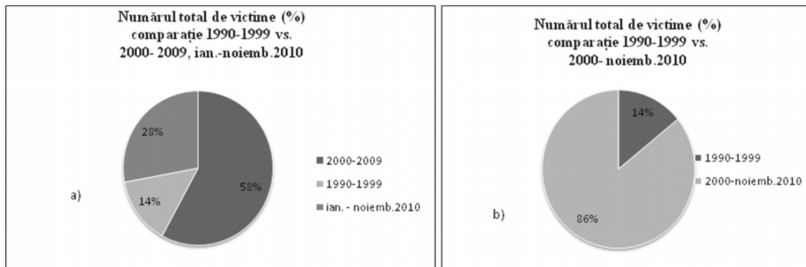 Numărul total de victime (%)
comparație 1990-1999 vs.
2000- 2009, ian.-noiemb.2010
28%
14%
58%
2000-2009
1990-1999
ian. - noiemb.2010
a)
Numărul total de victime (%)
comparație 1990-1999 vs.
2000- noiemb.2010
14%
86%
1990-1999
2000-noiemb.2010
b)